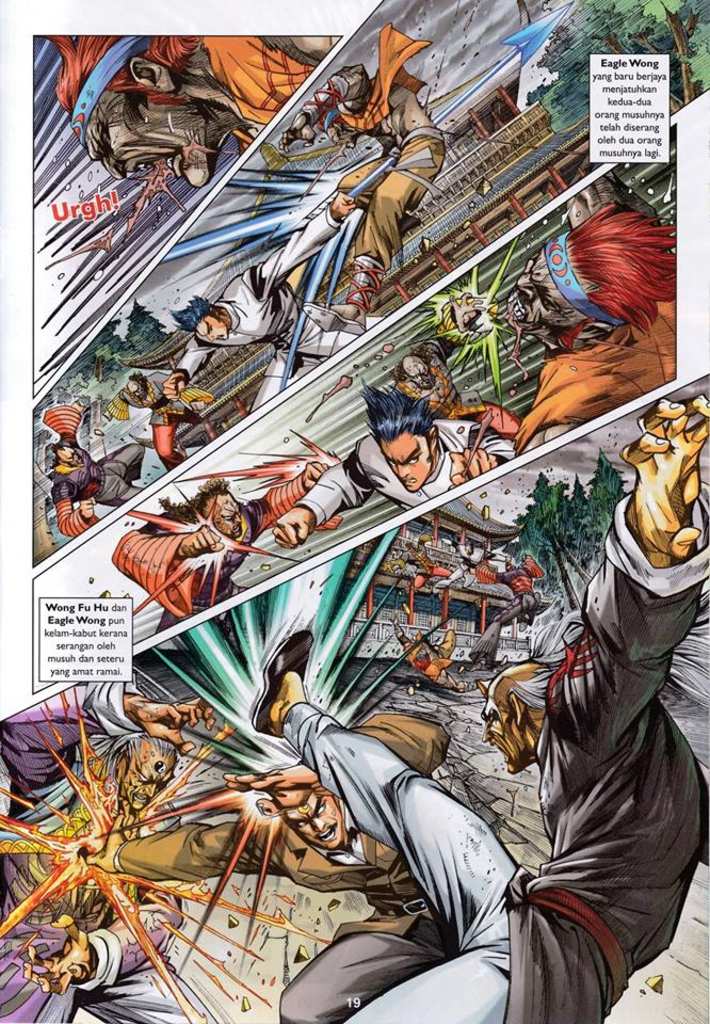 Urgh!
Eagle Wong
yang baru berjaya
menjatuhkan
kedua-dua
orang musuhnya
telah diserang
oleh dua orang
musuhnya lagi.
Wong Fu Hu dan
Eagle Wong pun
kelam-kabut kerana
serangan oleh
musuh dan seteru
yang amat ramai.
19